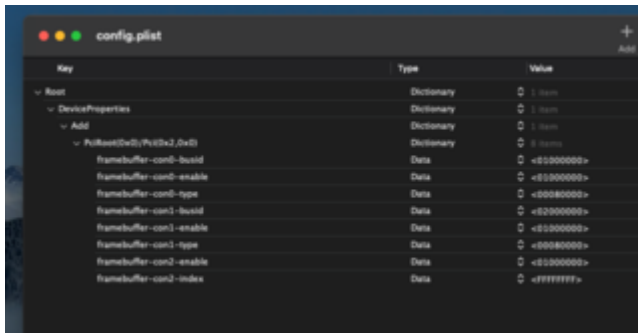 config.plist
Add
Key Type Value
Root Dictionary 1 item
DeviceProperties Dictionary 1 item
Add Dictionary 1 item
PciRoot(0x0)/Pci(0x2,0x0) Dictionary 8 items
framebuffer-con0-busid Data <01000000>
framebuffer-con0-enable Data <01000000>
framebuffer-con0-type Data <00080000>
framebuffer-con1-busid Data <02000000>
framebuffer-con1-enable Data <01000000>
framebuffer-con1-type Data <00080000>
framebuffer-con2-enable Data <01000000>
framebuffer-con2-index Data <FFFFFFFF>